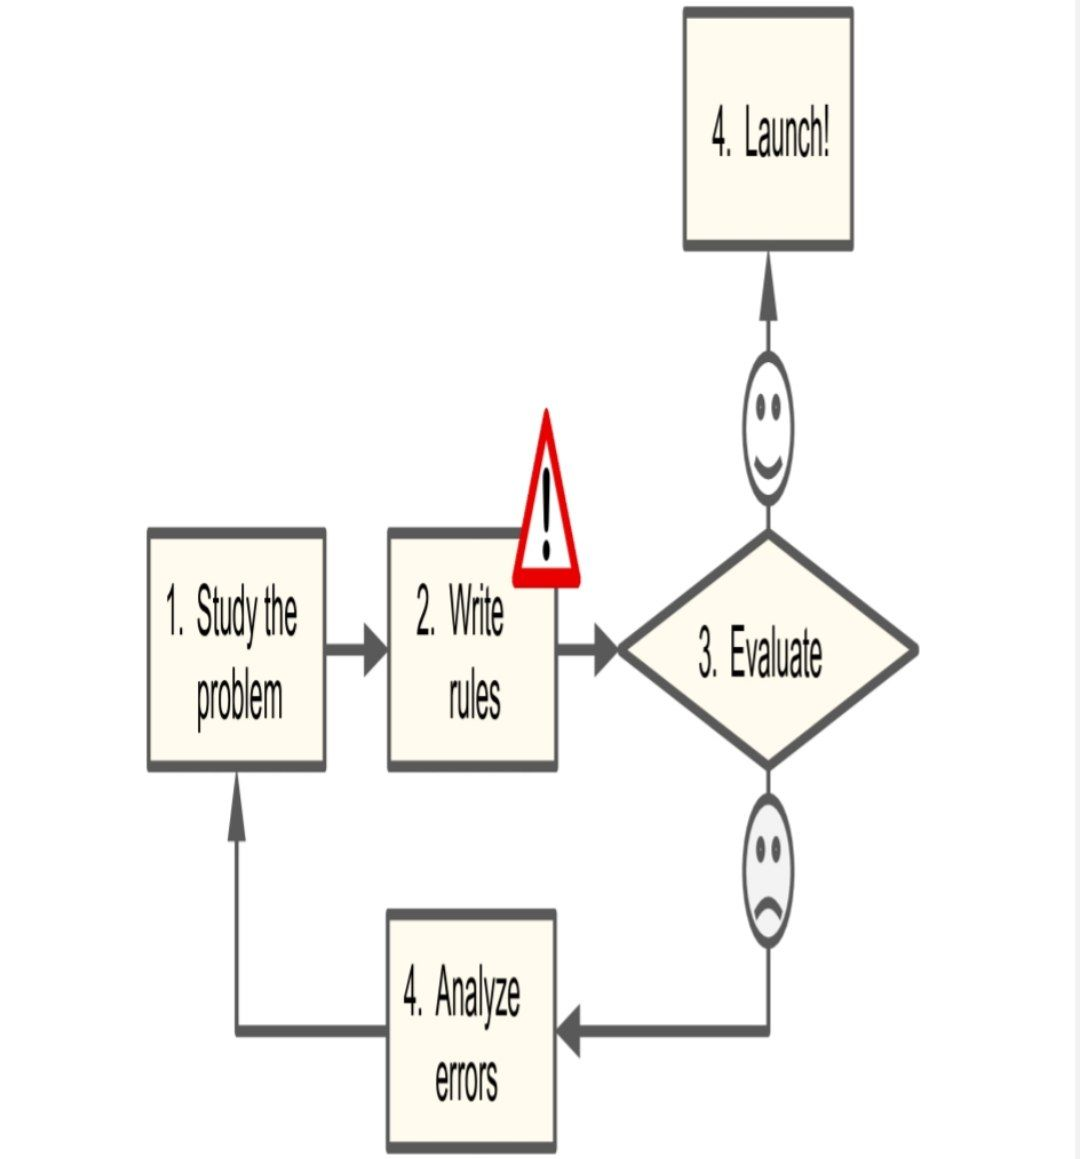 4. Launch!
!
1. Study the
problem
2. Write
rules
3. Evaluate
4. Analyze
errors